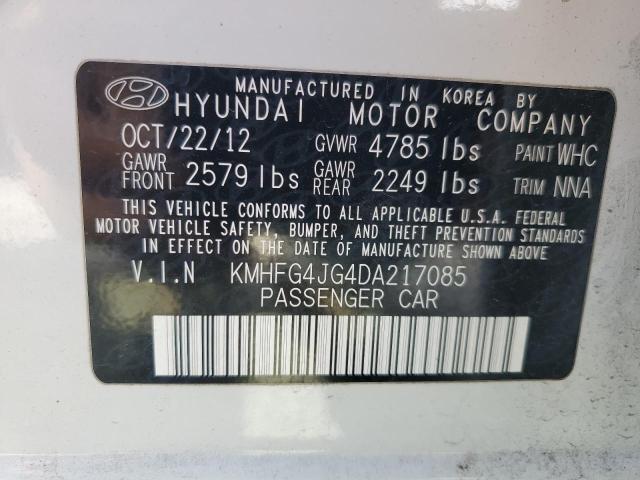 MANUFACTURED IN KOREA BY
HYUNDAI MOTOR COMPANY
OCT/22/12 GVWR 4785 lbs PAINT WHC
GAWR FRONT 2579 lbs GAWR REAR 2249 lbs TRIM NNA
THIS VEHICLE CONFORMS TO ALL APPLICABLE U.S.A. FEDERAL
MOTOR VEHICLE SAFETY, BUMPER, AND THEFT PREVENTION STANDARDS
IN EFFECT ON THE DATE OF MANUFACTURE SHOWN ABOVE.
V.I.N KMHFG4JG4DA217085
PASSENGER CAR